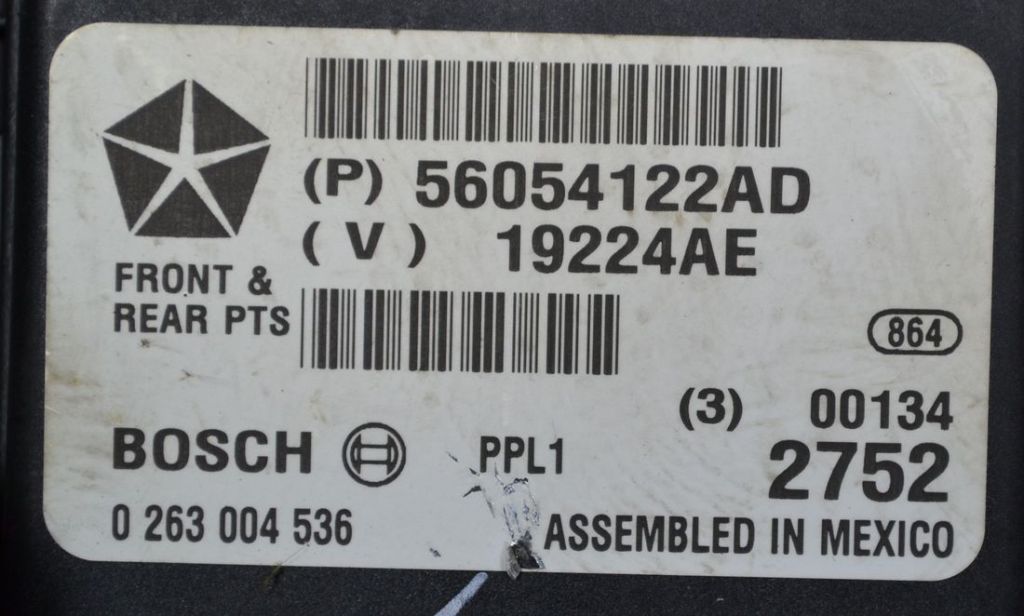 (P) 56054122AD
(V) 19224AE
FRONT &
REAR PTS
864
(3) 00134
BOSCH PPL1 2752
0 263 004 536 ASSEMBLED IN MEXICO